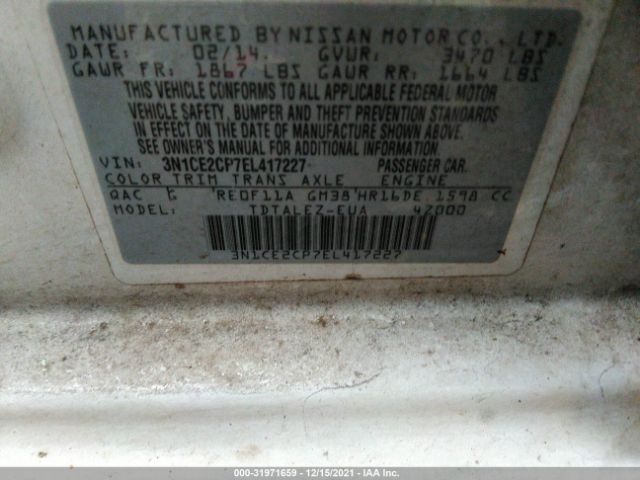 MANUFACTURED BY NISSAN MOTOR CO., LTD.
DATE: 02/14 GVWR: 3470 LBS
GAWR FR: 1867 LBS GAWR RR: 1664 LBS
THIS VEHICLE CONFORMS TO ALL APPLICABLE FEDERAL MOTOR
VEHICLE SAFETY, BUMPER AND THEFT PREVENTION STANDARDS
IN EFFECT ON THE DATE OF MANUFACTURE SHOWN ABOVE.
SEE OWNER'S MANUAL FOR ADDITIONAL INFORMATION.
VIN: 3N1CE2CP7EL417227 PASSENGER CAR.
COLOR TRIM TRANS AXLE ENGINE
QAC G RE0F11A GM38 HR16DE 1598 CC
MODEL: TDTALEZ-EUA 42000
3N1CE2CP7EL417227
000-31971659 - 12/15/2021 - IAA Inc.